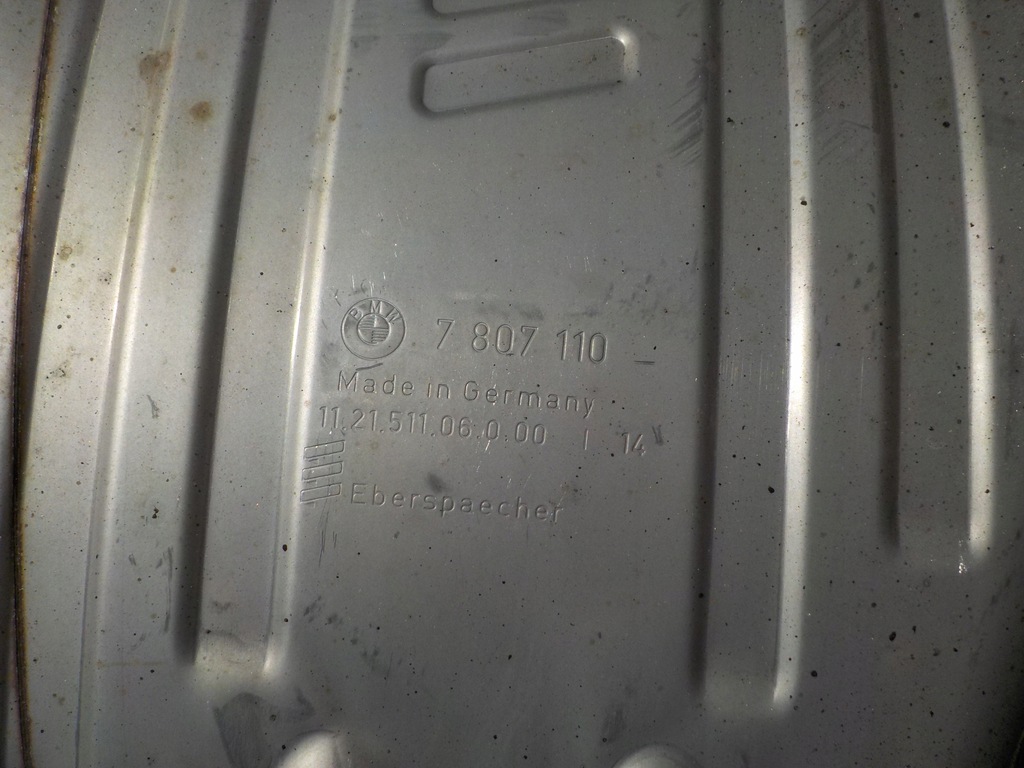 BMW 7 807 110
Made in Germany
11.21.511.06.0.00 I 14
Eberspaecher